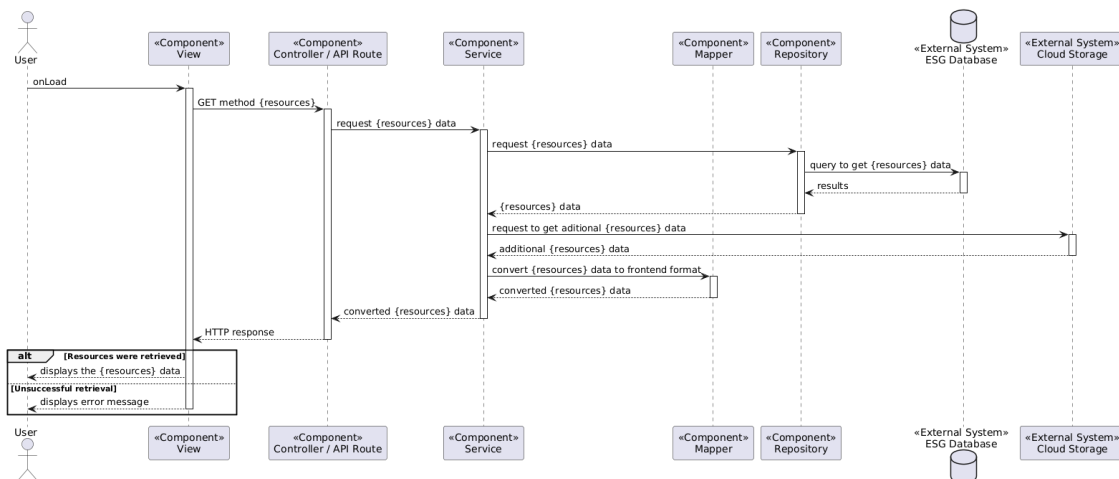 User
«Component»
View
«Component»
Controller / API Route
«Component»
Service
«Component»
Mapper
«Component»
Repository
«External System»
ESG Database
«External System»
Cloud Storage
onLoad
GET method {resources}
request {resources} data
request {resources} data
query to get {resources} data
results
{resources} data
request to get aditional {resources} data
additional {resources} data
convert {resources} data to frontend format
converted {resources} data
converted {resources} data
HTTP response
alt [Resources were retrieved]
displays the {resources} data
[Unsuccessful retrieval]
displays error message
User
«Component»
View
«Component»
Controller / API Route
«Component»
Service
«Component»
Mapper
«Component»
Repository
«External System»
ESG Database
«External System»
Cloud Storage